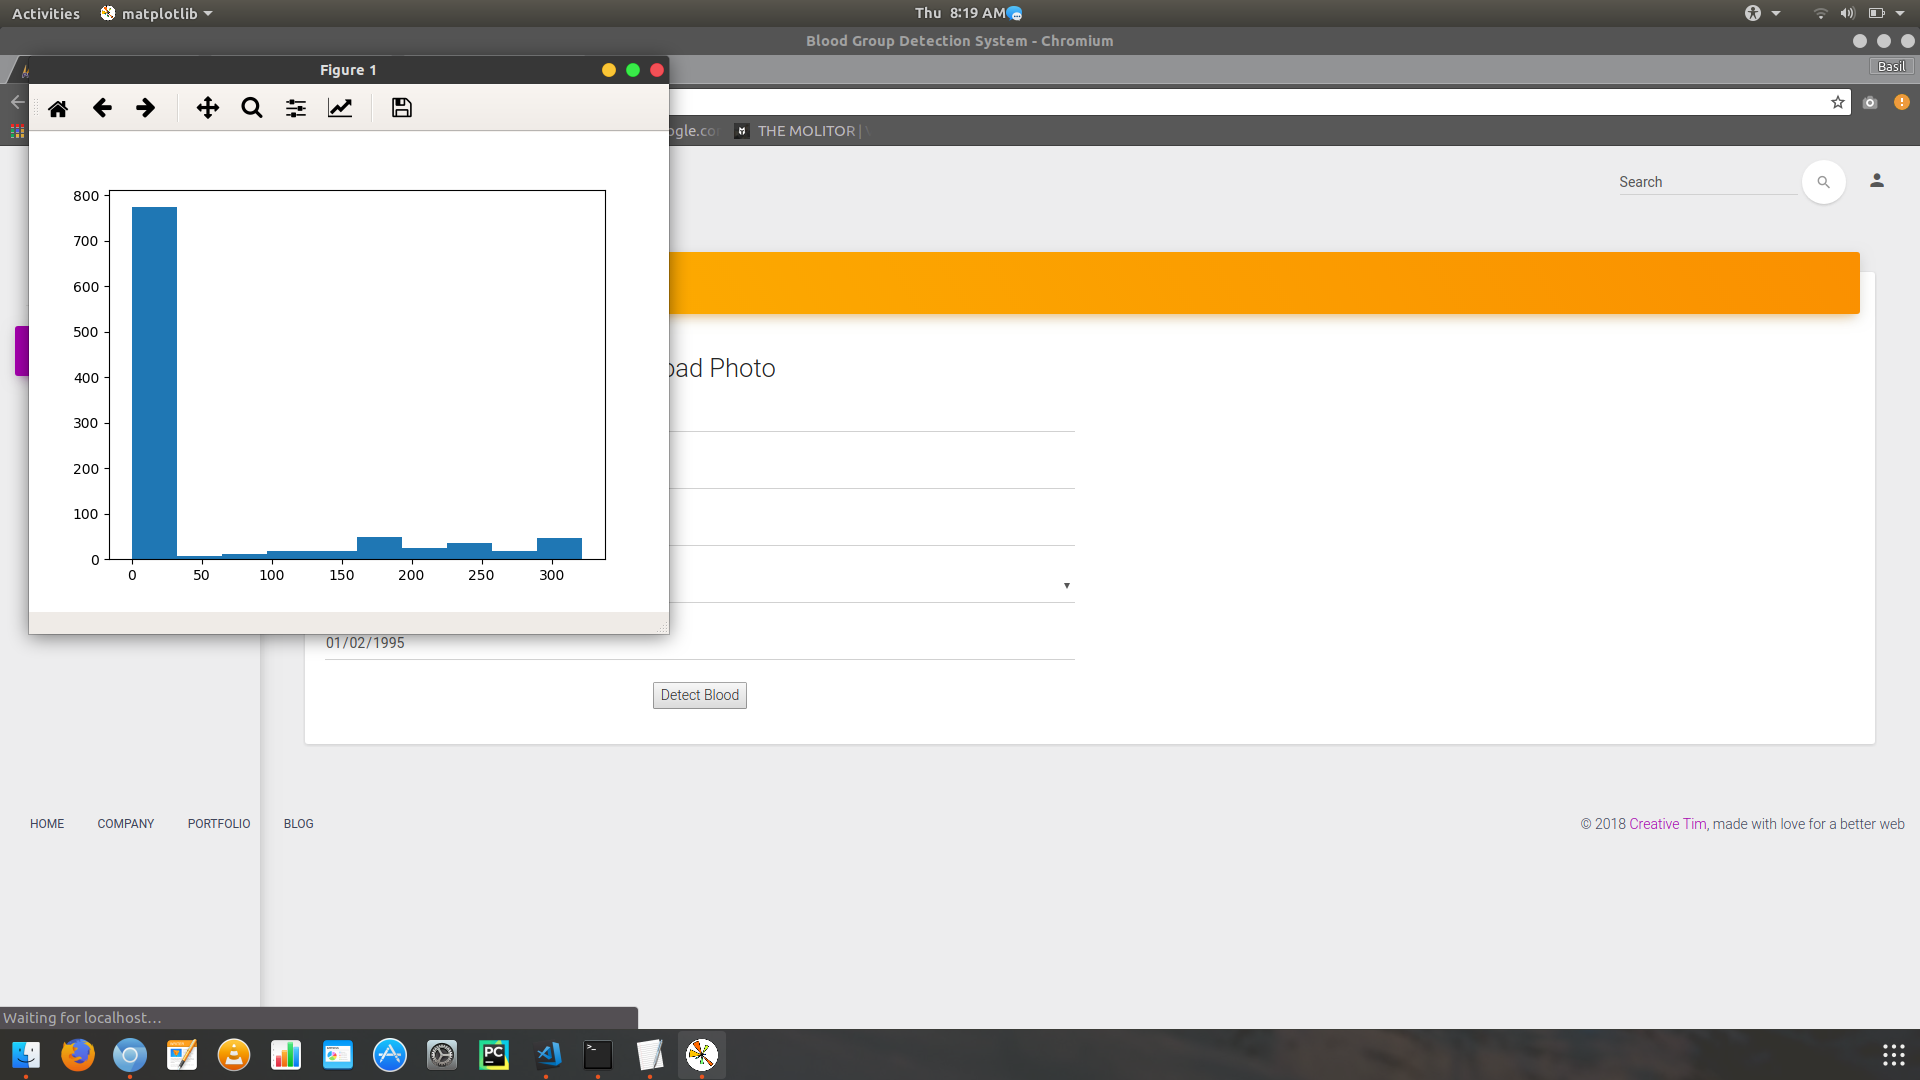 Activities matplotlib Thu 8:19 AM
Blood Group Detection System - Chromium
Basil
Figure 1
THE MOLITOR |
Search
800
700
600
500
400
300
200
100
0
0 50 100 150 200 250 300
oad Photo
01/02/1995
Detect Blood
HOME COMPANY PORTFOLIO BLOG
© 2018 Creative Tim, made with love for a better web
Waiting for localhost...
PC
>_